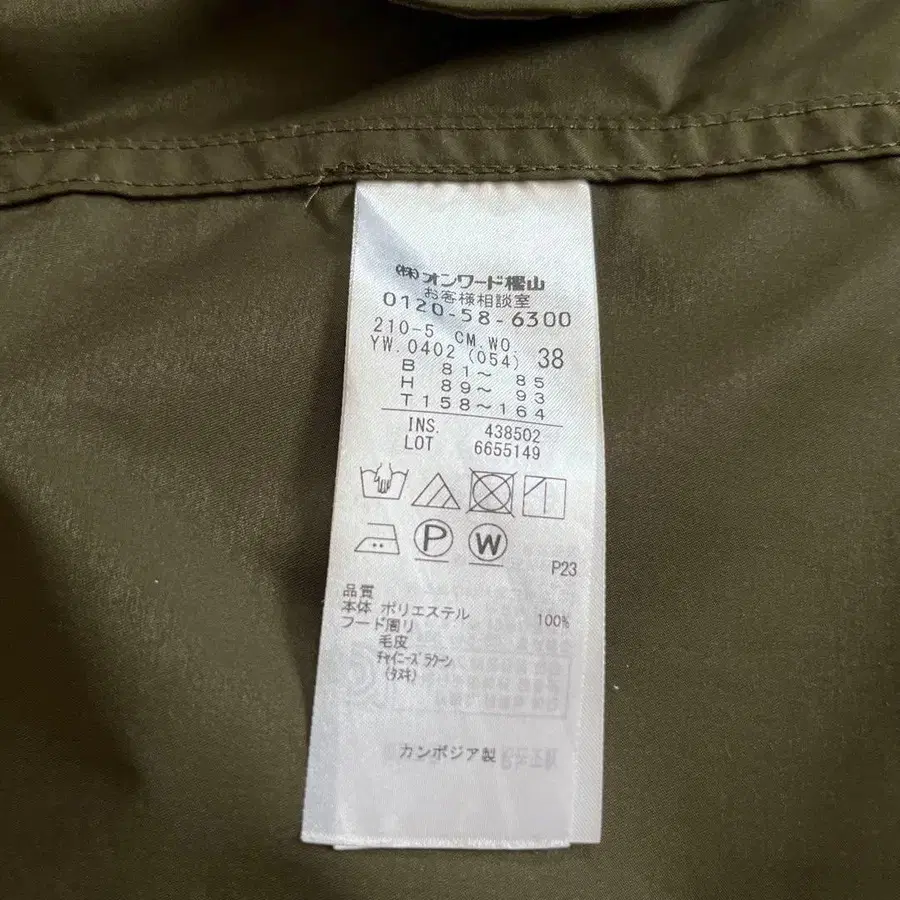 (株)オンワード樫山
お客様相談室
0120-58-6300
210-5 CM.WO.
YW.0402 (054) 38
B 81～ 85
H 89～ 93
T158～164
INS. 438502
LOT 6655149
P W
P23
品質
本体 ポリエステル 100%
フード周リ
毛皮
ﾁｬｲﾆｰｽﾞﾗｸｰﾝ
(ﾀﾇｷ)
カンボジア製